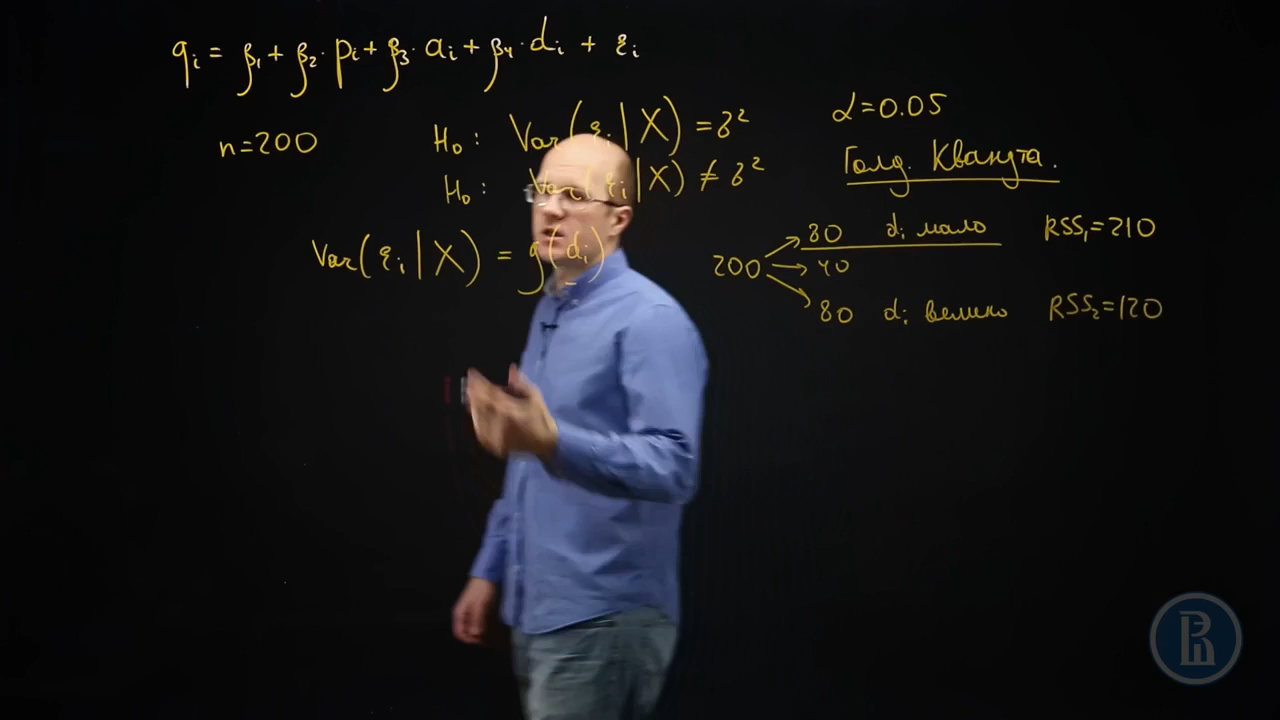 qᵢ = β₁ + β₂·pᵢ + β₃·aᵢ + β₄·dᵢ + εᵢ
n=200
H₀: Var(εᵢ|X) = σ²
H₀: Var(εᵢ|X) ≠ σ²
Var(εᵢ|X) = g(dᵢ)
α=0.05
Голд. Квандта.
200
80 dᵢ мало RSS₁=210
40
80 dᵢ велико RSS₂=120